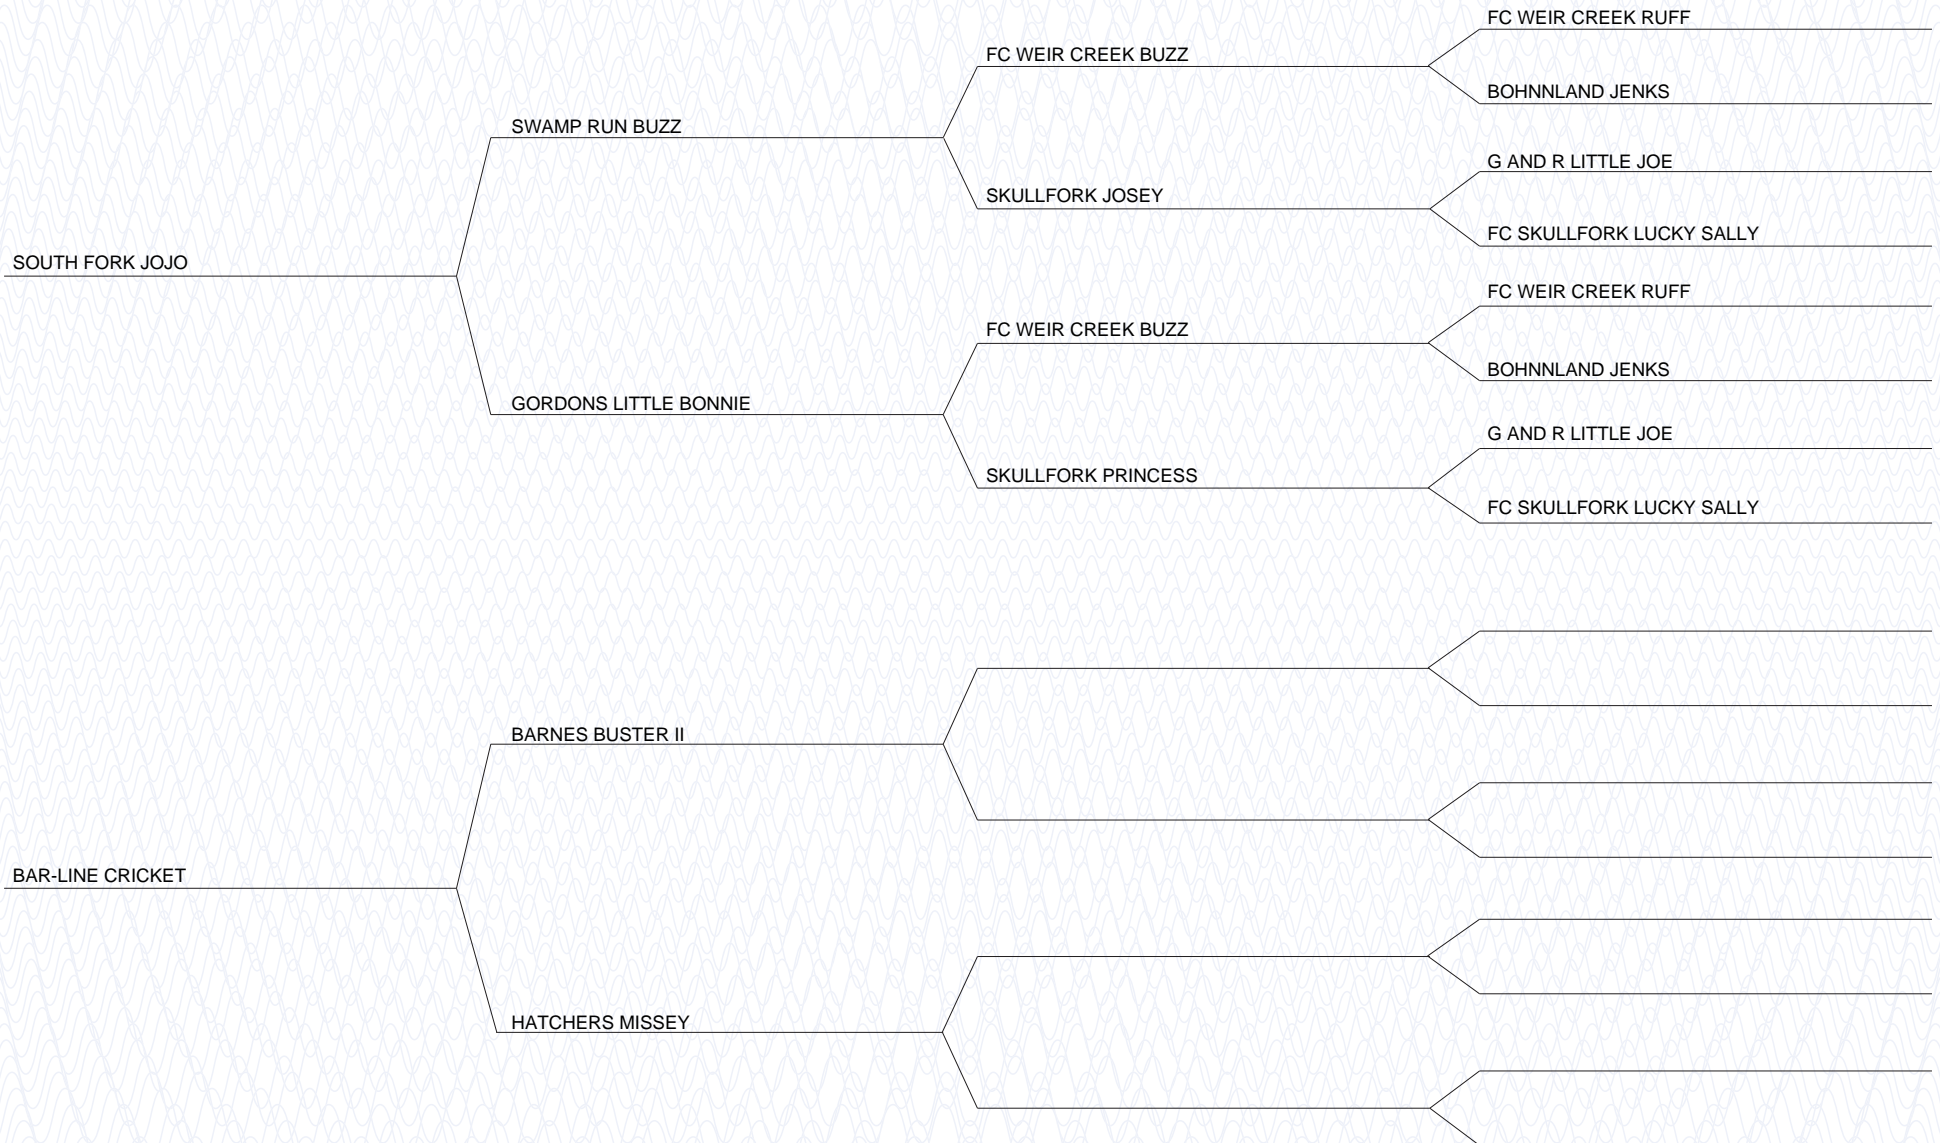 FC WEIR CREEK RUFF
FC WEIR CREEK BUZZ
BOHNNLAND JENKS
SWAMP RUN BUZZ
G AND R LITTLE JOE
SKULLFORK JOSEY
FC SKULLFORK LUCKY SALLY
SOUTH FORK JOJO
FC WEIR CREEK RUFF
FC WEIR CREEK BUZZ
BOHNNLAND JENKS
GORDONS LITTLE BONNIE
G AND R LITTLE JOE
SKULLFORK PRINCESS
FC SKULLFORK LUCKY SALLY
BARNES BUSTER II
BAR-LINE CRICKET
HATCHERS MISSEY